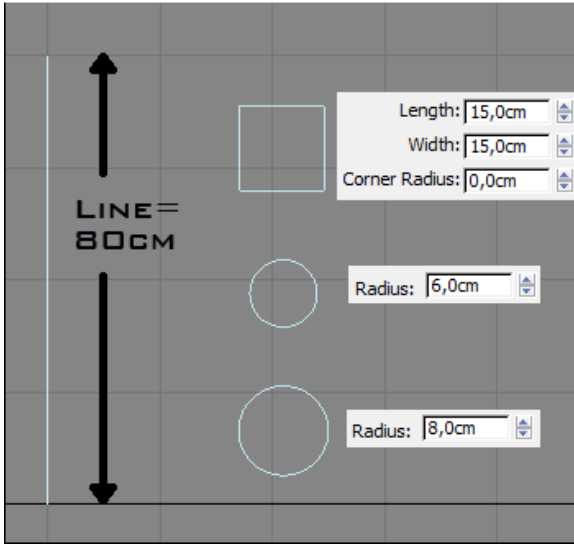 Length: 15,0cm
Width: 15,0cm
Corner Radius: 0,0cm
LINE=
80CM
Radius: 6,0cm
Radius: 8,0cm